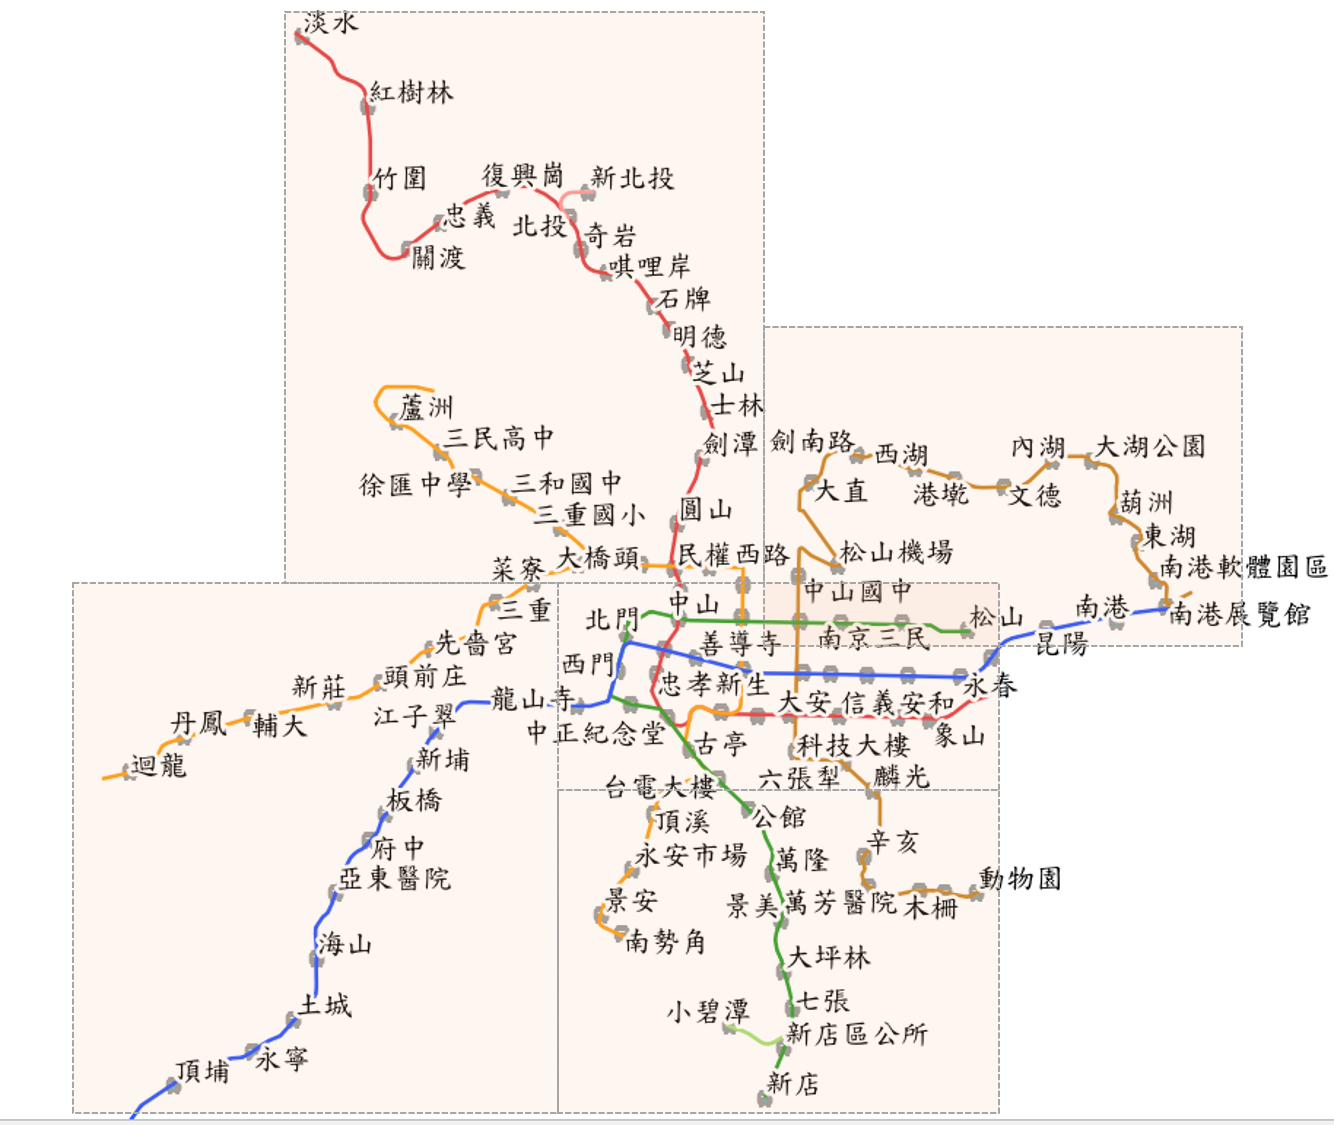 淡水
紅樹林
竹圍
復興崗
新北投
忠義
北投
關渡
奇岩
唭哩岸
石牌
明德
芝山
士林
蘆洲
三民高中
徐匯中學
三和國中
三重國小
劍潭
劍南路
西湖
內湖
大湖公園
大直
港墘
文德
葫洲
圓山
東湖
大橋頭
民權西路
松山機場
南港軟體園區
菜寮
三重
中山
中山國中
南港
南港展覽館
北門
松山
先嗇宮
善導寺
南京三民
昆陽
西門
頭前庄
新莊
忠孝新生
永春
龍山寺
大安
信義安和
江子翠
丹鳳
輔大
中正紀念堂
古亭
象山
迴龍
新埔
科技大樓
台電大樓
六張犁
麟光
板橋
頂溪
公館
府中
永安市場
萬隆
辛亥
亞東醫院
景安
景美
萬芳醫院
木柵
動物園
海山
南勢角
大坪林
土城
小碧潭
七張
新店區公所
永寧
頂埔
新店